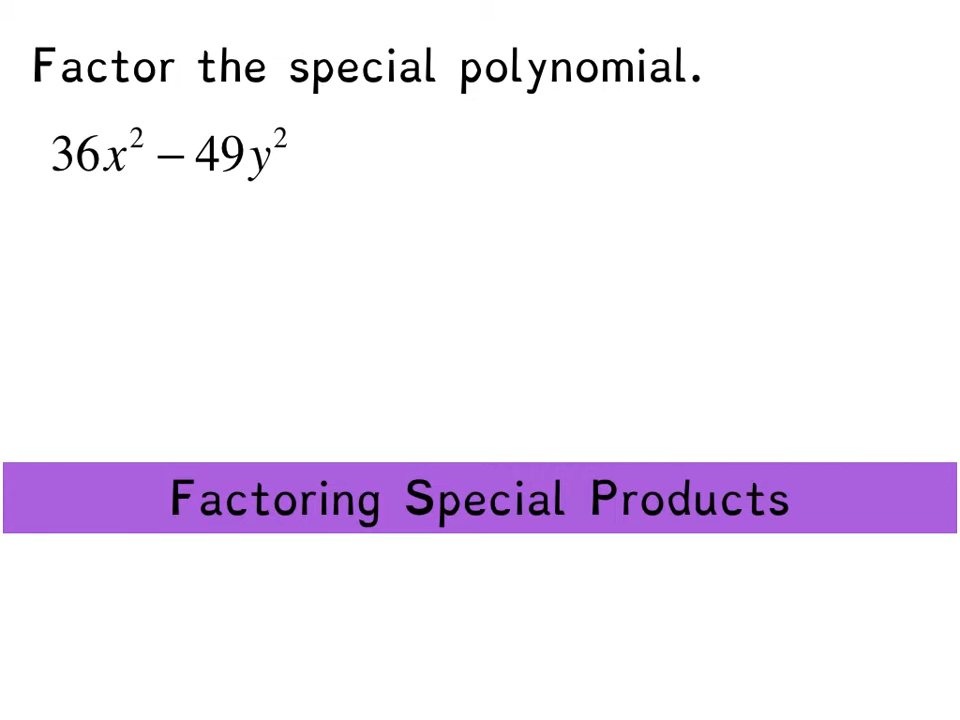 Factor the special polynomial.
36x² − 49y²
Factoring Special Products